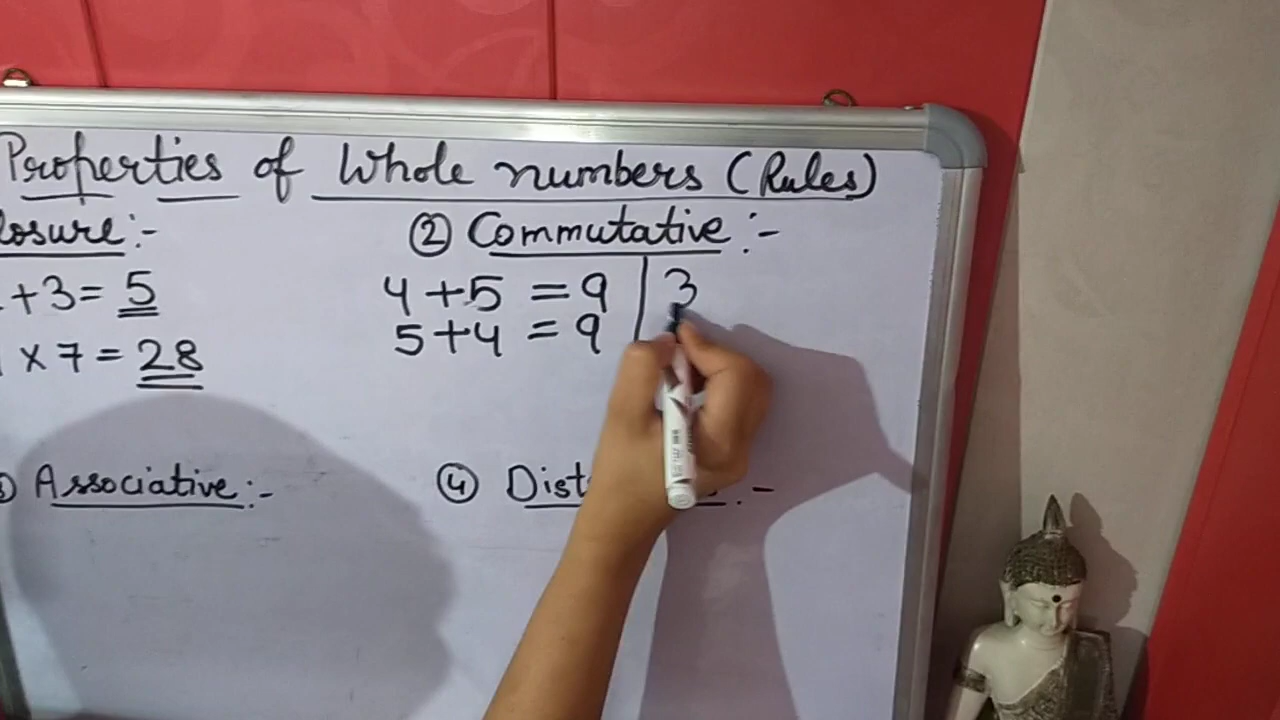 Properties of Whole numbers (Rules)
losure:-
+3= 5
x 7 = 28
② Commutative :-
4 +5 = 9 | 3
5+4 = 9
Associative:-
④ Dist :-